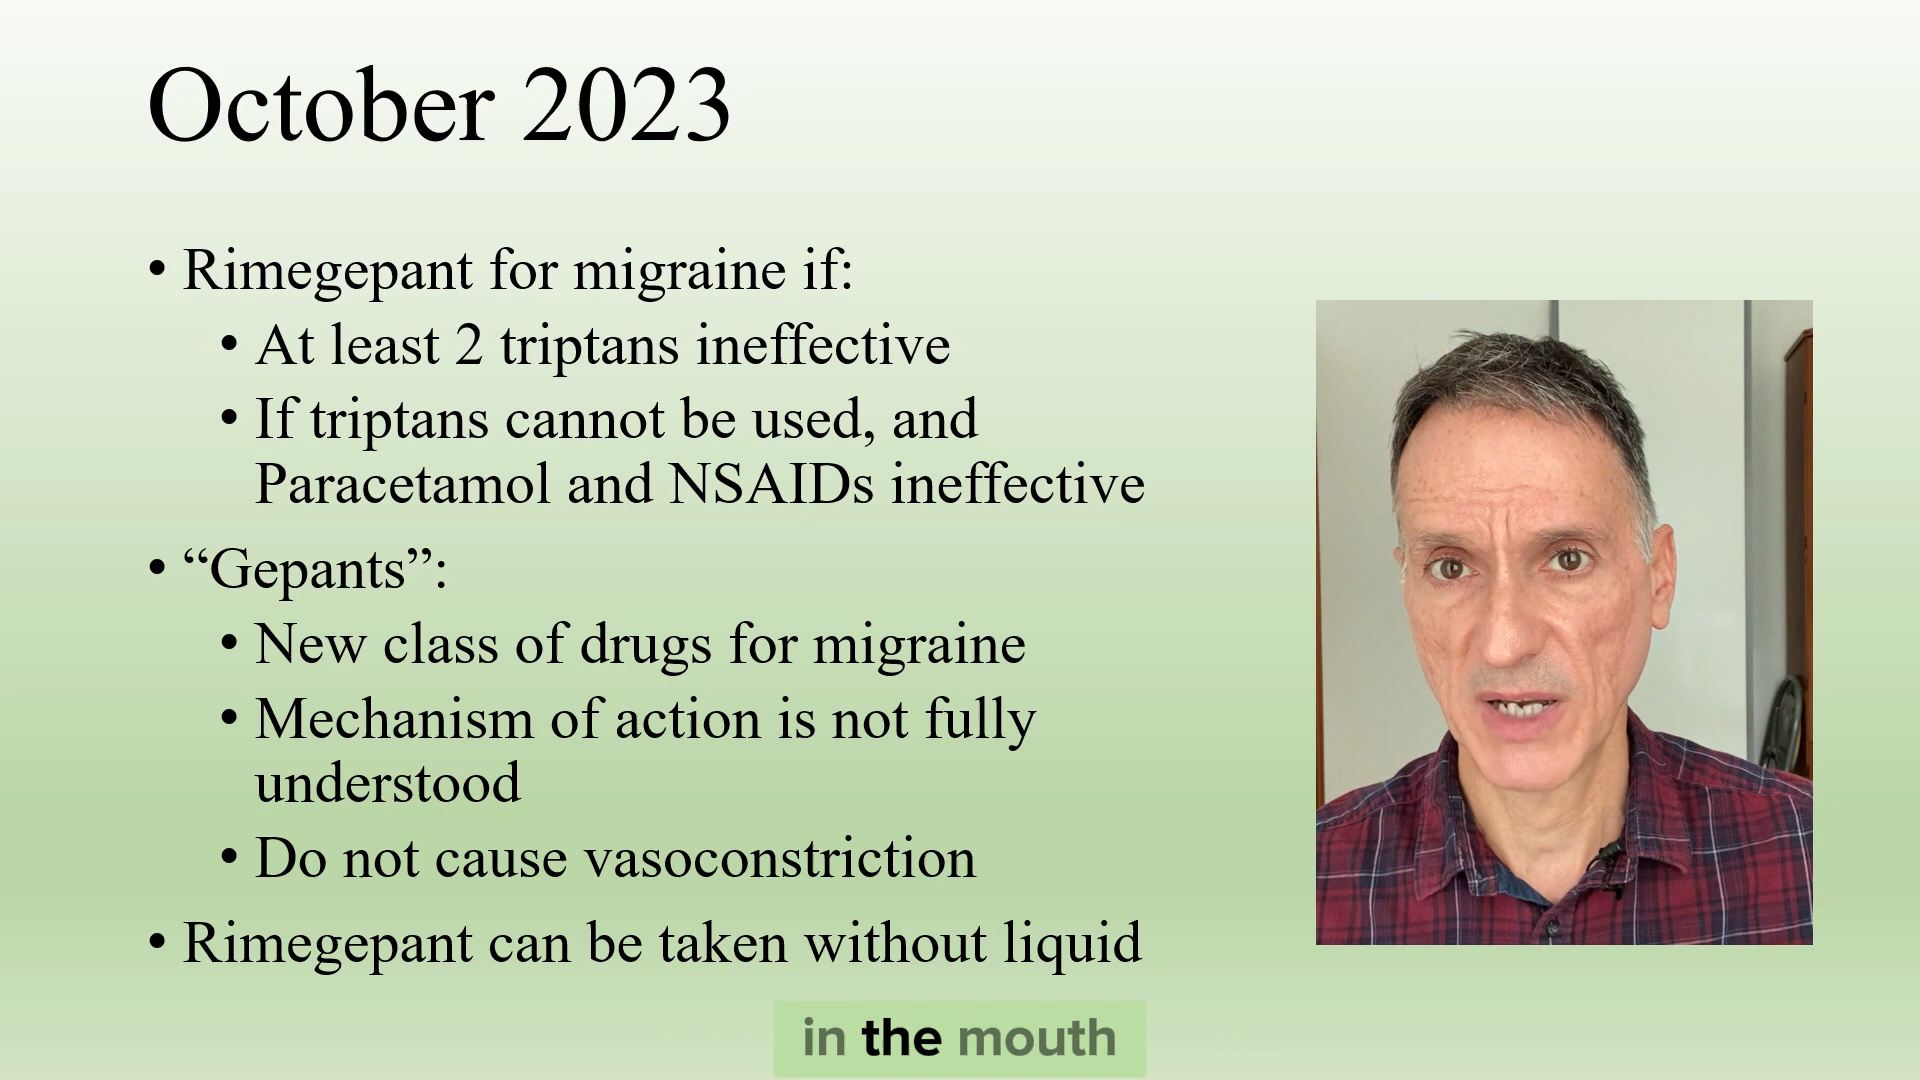 October 2023
• Rimegepant for migraine if:
• At least 2 triptans ineffective
• If triptans cannot be used, and
Paracetamol and NSAIDs ineffective
• “Gepants”:
• New class of drugs for migraine
• Mechanism of action is not fully
understood
• Do not cause vasoconstriction
• Rimegepant can be taken without liquid
in the mouth